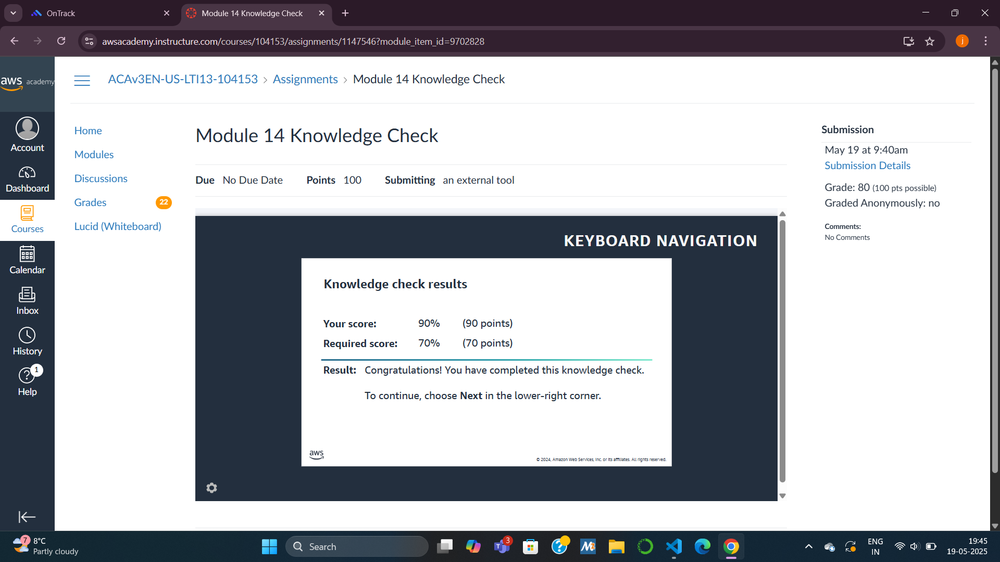 OnTrack
Module 14 Knowledge Check
awsacademy.instructure.com/courses/104153/assignments/1147546?module_item_id=9702828
j
aws academy
ACAv3EN-US-LTI13-104153 > Assignments > Module 14 Knowledge Check
Account
Dashboard
Courses
Calendar
Inbox
History
1
Help
Home
Modules
Discussions
Grades 22
Lucid (Whiteboard)
Module 14 Knowledge Check
Due No Due Date Points 100 Submitting an external tool
KEYBOARD NAVIGATION
Knowledge check results
Your score: 90% (90 points)
Required score: 70% (70 points)
Result: Congratulations! You have completed this knowledge check.
To continue, choose Next in the lower-right corner.
aws
© 2024, Amazon Web Services, Inc. or its affiliates. All rights reserved.
Submission
May 19 at 9:40am
Submission Details
Grade: 80 (100 pts possible)
Graded Anonymously: no
Comments:
No Comments
7
8°C
Partly cloudy
Search
3
ENG
IN
19:45
19-05-2025